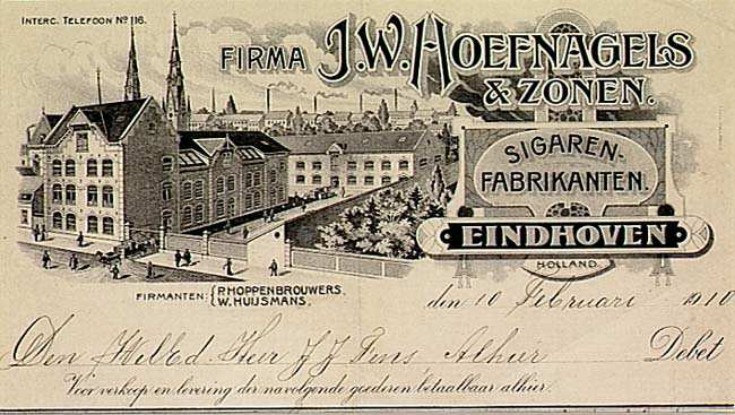 INTERC. TELEFOON Nº 116.
FIRMA J.W. HOEFNAGELS
& ZONEN.
SIGAREN-
FABRIKANTEN.
EINDHOVEN
HOLLAND.
FIRMANTEN: { P. HOPPENBROUWERS.
W. HUIJSMANS.
den 10 Februari 1910
Den WelEd. Heer J J Fens Alhier Debet
Voor verkoop en levering der navolgende goederen betaalbaar alhier.